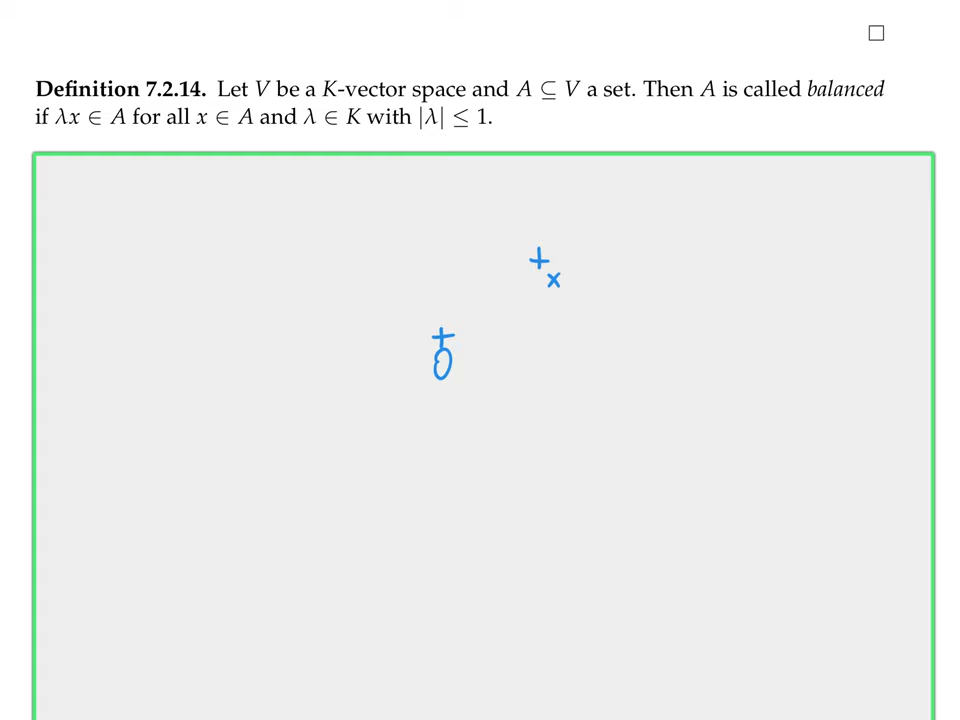 □
Definition 7.2.14. Let V be a K-vector space and A ⊆ V a set. Then A is called balanced
if λx ∈ A for all x ∈ A and λ ∈ K with |λ| ≤ 1.
+
x
+
0